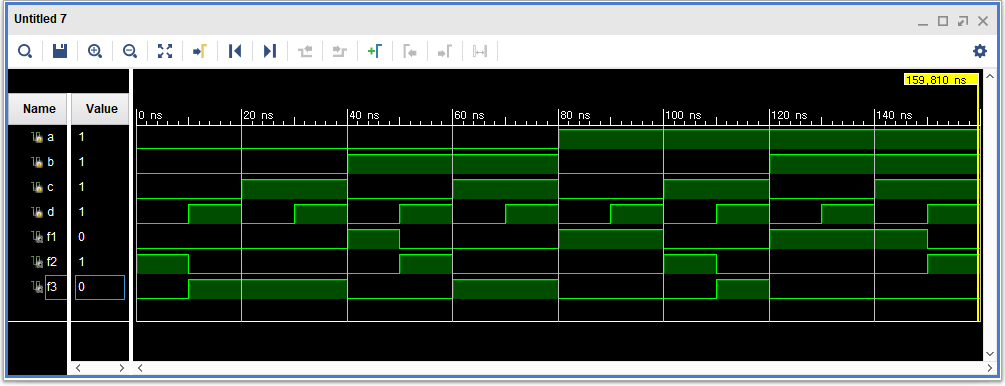 Untitled 7
159,810 ns
Name Value
0 ns 20 ns 40 ns 60 ns 80 ns 100 ns 120 ns 140 ns
a 1
b 1
c 1
d 1
f1 0
f2 1
f3 0